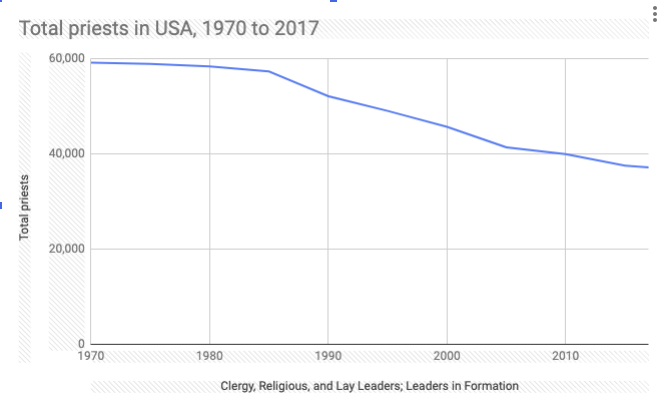 Total priests in USA, 1970 to 2017
60,000
40,000
20,000
0
Total priests
1970 1980 1990 2000 2010
Clergy, Religious, and Lay Leaders; Leaders in Formation